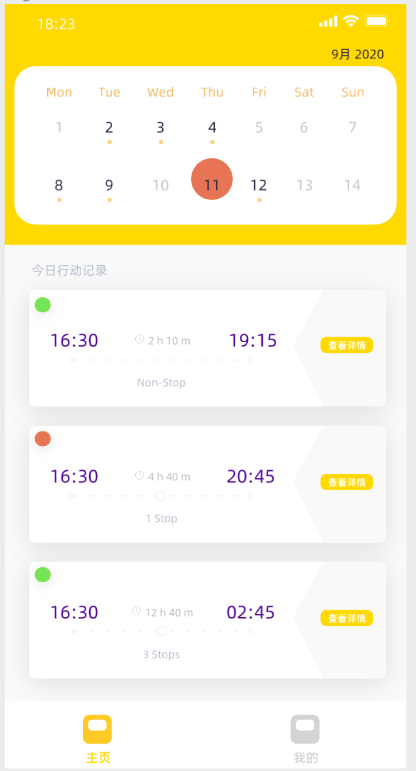 18:23
9月 2020
Mon Tue Wed Thu Fri Sat Sun
1 2 3 4 5 6 7
8 9 10 11 12 13 14
今日行动记录
16:30 2 h 10 m 19:15 查看详情
Non-Stop
16:30 4 h 40 m 20:45 查看详情
1 Stop
16:30 12 h 40 m 02:45 查看详情
3 Stops
主页 我的